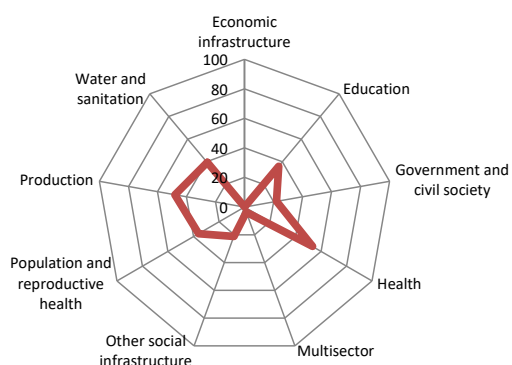 Economic
infrastructure
100
80
60
40
20
0
Education
Government and
civil society
Health
Multisector
Other social
infrastructure
Population and
reproductive
health
Production
Water and
sanitation